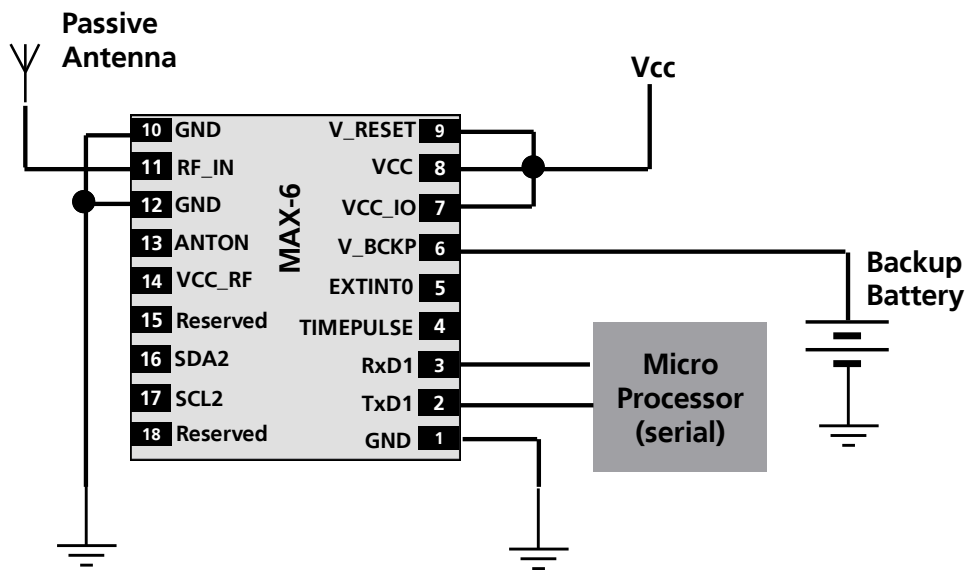 Passive
Antenna
Vcc
10 GND
11 RF_IN
12 GND
13 ANTON
14 VCC_RF
15 Reserved
16 SDA2
17 SCL2
18 Reserved
MAX-6
V_RESET 9
VCC 8
VCC_IO 7
V_BCKP 6
EXTINT0 5
TIMEPULSE 4
RxD1 3
TxD1 2
GND 1
Micro
Processor
(serial)
Backup
Battery